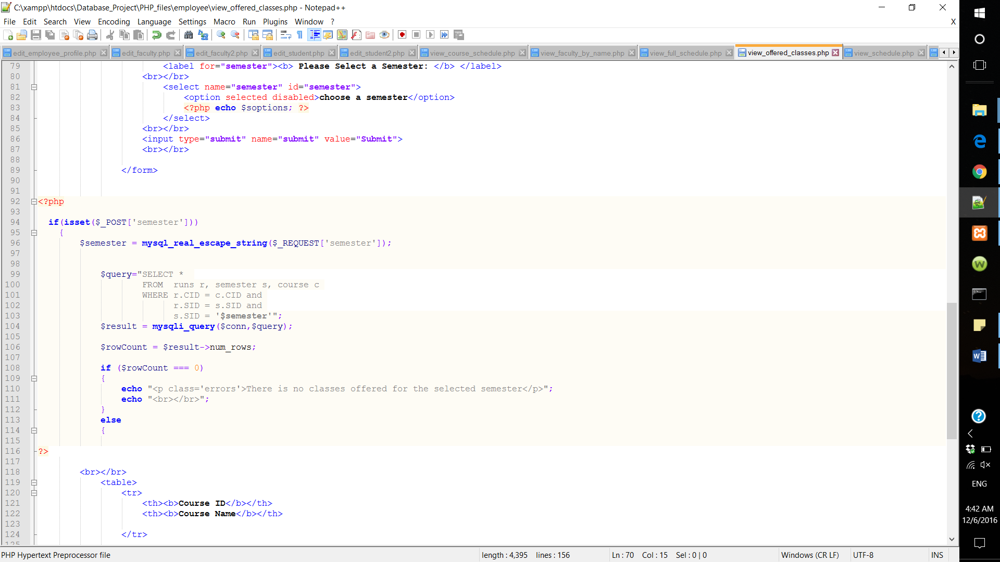 C:\xampp\htdocs\Database_Project\PHP_files\employee\view_offered_classes.php - Notepad++
File Edit Search View Encoding Language Settings Macro Run Plugins Window ? X
edit_employee_profile.php edit_faculty.php edit_faculty2.php edit_student.php edit_student2.php view_course_schedule.php view_faculty_by_name.php view_full_schedule.php view_offered_classes.php view_schedule.php
79 <label for="semester"><b> Please Select a Semester: </b> </label>
80 <br></br>
81 <select name="semester" id="semester">
82 <option selected disabled>choose a semester</option>
83 <?php echo $soptions; ?>
84 </select>
85 <br></br>
86 <input type="submit" name="submit" value="Submit">
87 <br></br>
88
89 </form>
90
91
92 <?php
93
94 if(isset($_POST['semester']))
95 {
96 $semester = mysql_real_escape_string($_REQUEST['semester']);
97
98
99 $query="SELECT *
100 FROM runs r, semester s, course c
101 WHERE r.CID = c.CID and
102 r.SID = s.SID and
103 s.SID = '$semester'";
104 $result = mysqli_query($conn,$query);
105
106 $rowCount = $result->num_rows;
107
108 if ($rowCount === 0)
109 {
110 echo "<p class='errors'>There is no classes offered for the selected semester</p>";
111 echo "<br></br>";
112 }
113 else
114 {
115
116 ?>
117
118 <br></br>
119 <table>
120 <tr>
121 <th><b>Course ID</b></th>
122 <th><b>Course Name</b></th>
123
124 </tr>
125
PHP Hypertext Preprocessor file length : 4,395 lines : 156 Ln : 70 Col : 15 Sel : 0 | 0 Windows (CR LF) UTF-8 INS
ENG
4:42 AM
12/6/2016